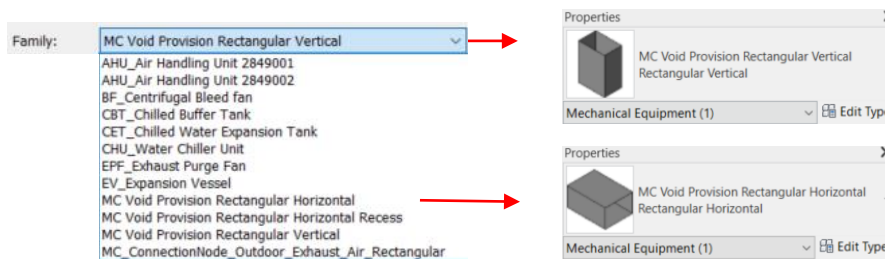 Family:
MC Void Provision Rectangular Vertical
AHU_Air Handling Unit 2849001
AHU_Air Handling Unit 2849002
BF_Centrifugal Bleed fan
CBT_Chilled Buffer Tank
CET_Chilled Water Expansion Tank
CHU_Water Chiller Unit
EPF_Exhaust Purge Fan
EV_Expansion Vessel
MC Void Provision Rectangular Horizontal
MC Void Provision Rectangular Horizontal Recess
MC Void Provision Rectangular Vertical
MC_ConnectionNode_Outdoor_Exhaust_Air_Rectangular
Properties
MC Void Provision Rectangular Vertical
Rectangular Vertical
Mechanical Equipment (1)
Edit Type
Properties
MC Void Provision Rectangular Horizontal
Rectangular Horizontal
Mechanical Equipment (1)
Edit Type